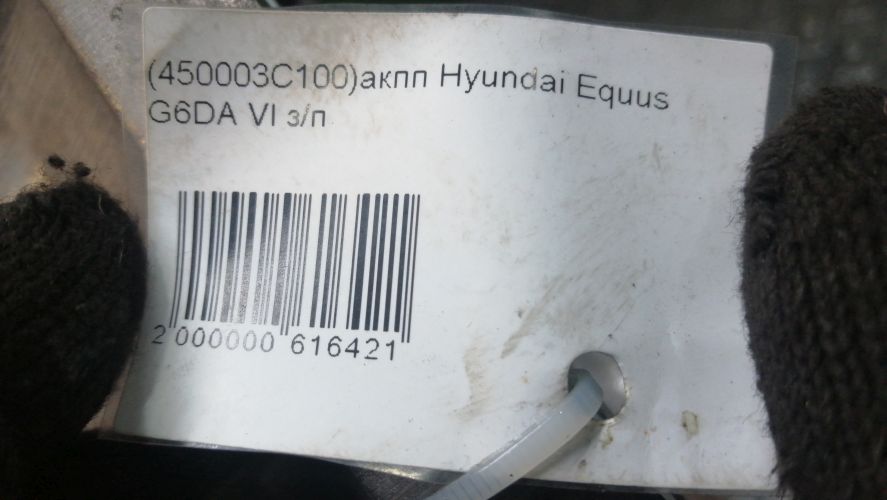 (450003C100)акпп Hyundai Equus
G6DA VI з/п
2 000000 616421